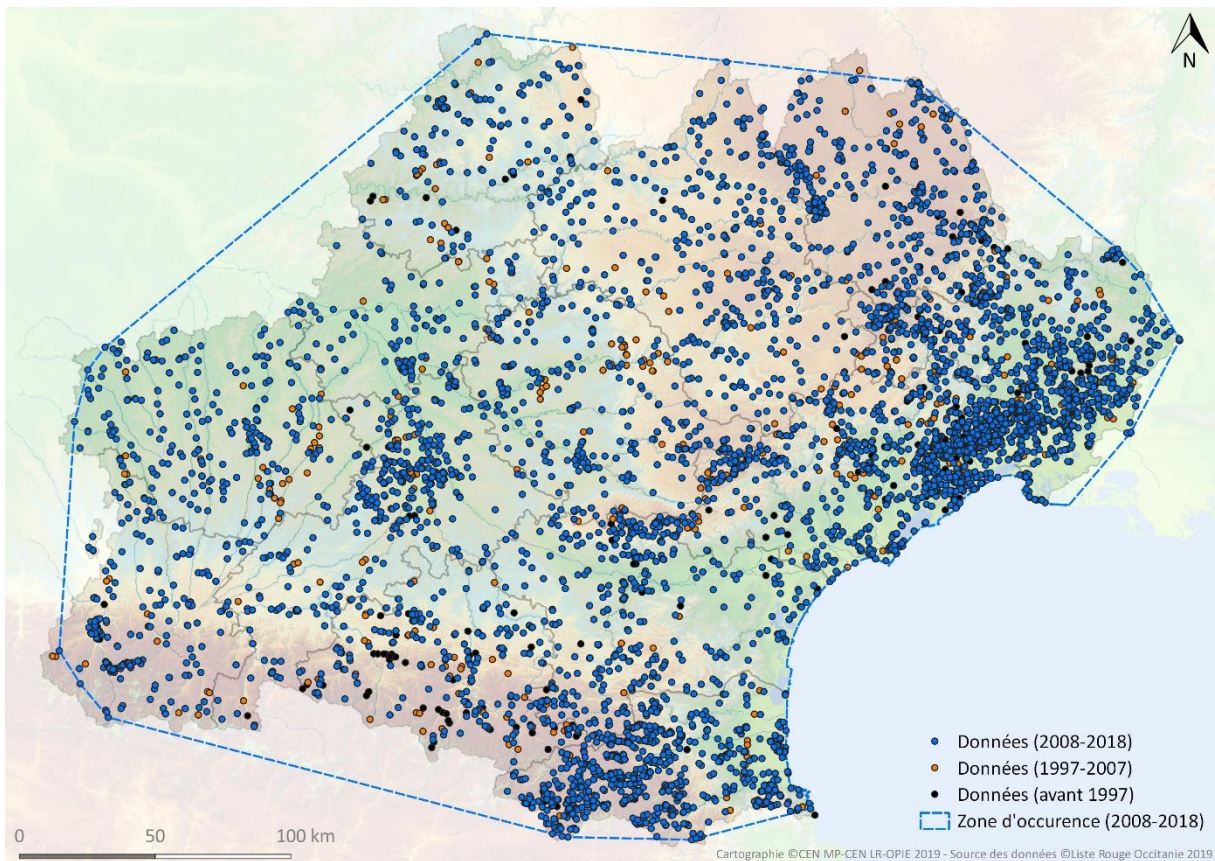 N
Données (2008-2018)
Données (1997-2007)
Données (avant 1997)
Zone d'occurence (2008-2018)
0 50 100 km
Cartographie ©CEN MP-CEN LR-OPIE 2019 - Source des données ©Liste Rouge Occitanie 2019